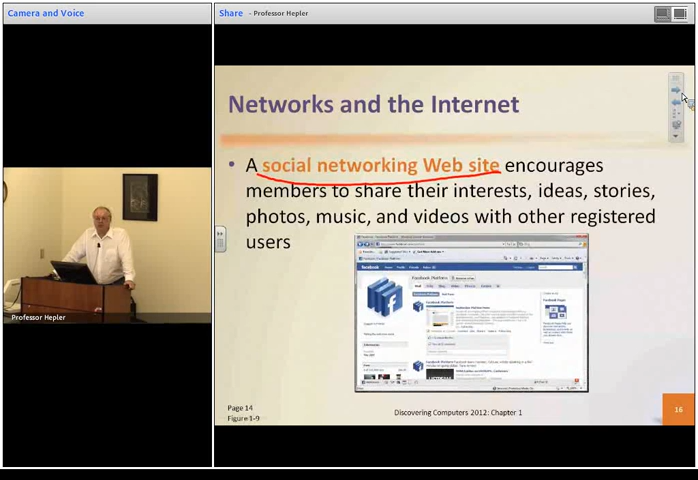 Camera and Voice
Share - Professor Hepler
Networks and the Internet
• A social networking Web site encourages
members to share their interests, ideas, stories,
photos, music, and videos with other registered
users
facebook
Facebook Platform
Professor Hepler
Page 14
Figure 1-9
Discovering Computers 2012: Chapter 1
16